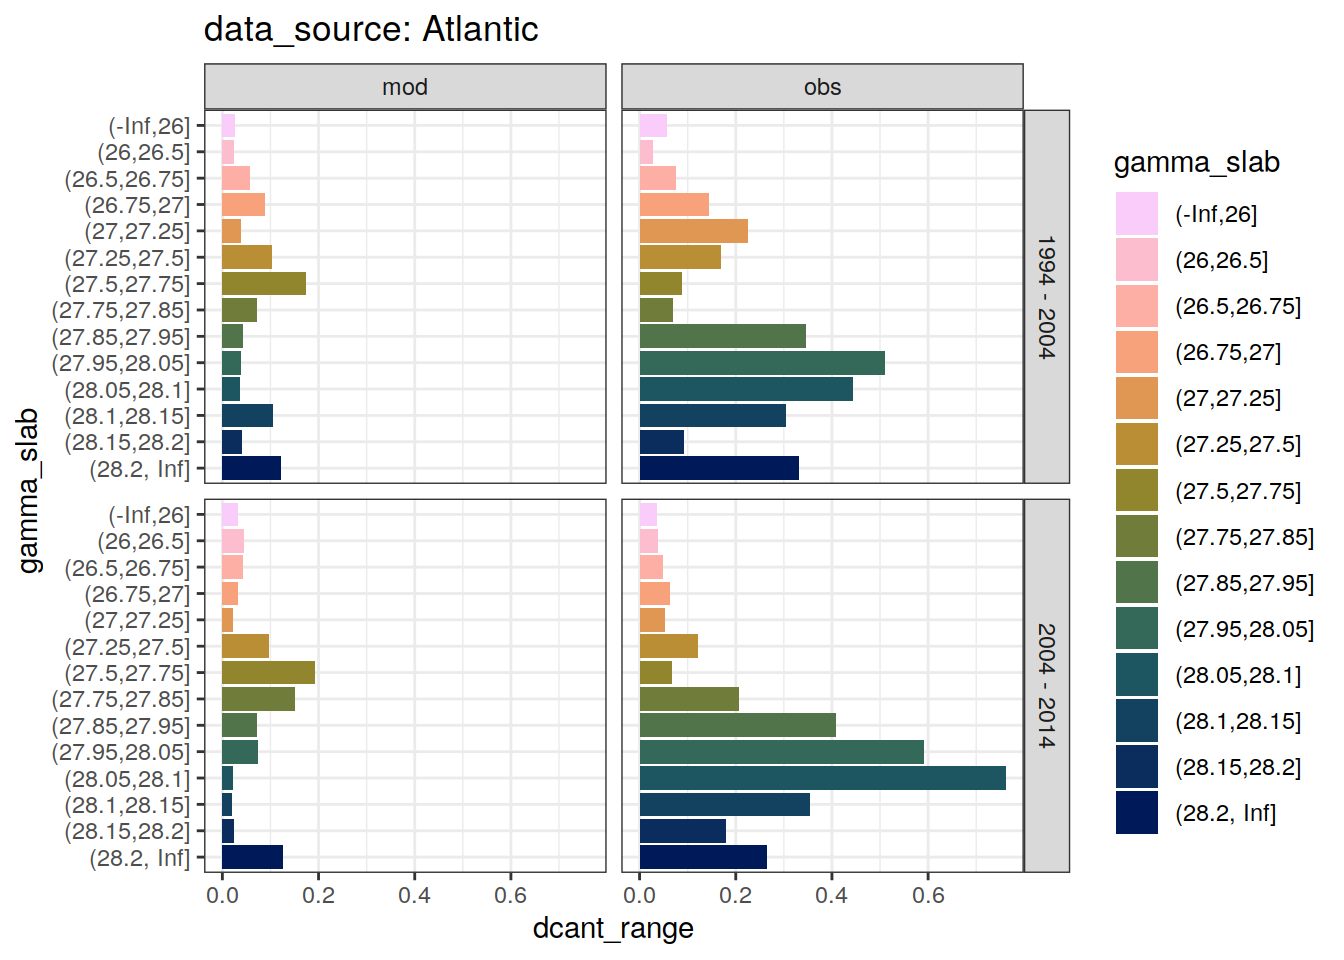 data_source: Atlantic
mod
obs
(-Inf,26]
(26,26.5]
(26.5,26.75]
(26.75,27]
(27,27.25]
(27.25,27.5]
(27.5,27.75]
(27.75,27.85]
(27.85,27.95]
(27.95,28.05]
(28.05,28.1]
(28.1,28.15]
(28.15,28.2]
(28.2, Inf]
1994 - 2004
(-Inf,26]
(26,26.5]
(26.5,26.75]
(26.75,27]
(27,27.25]
(27.25,27.5]
(27.5,27.75]
(27.75,27.85]
(27.85,27.95]
(27.95,28.05]
(28.05,28.1]
(28.1,28.15]
(28.15,28.2]
(28.2, Inf]
2004 - 2014
gamma_slab
0.0 0.2 0.4 0.6
0.0 0.2 0.4 0.6
dcant_range
gamma_slab
(-Inf,26]
(26,26.5]
(26.5,26.75]
(26.75,27]
(27,27.25]
(27.25,27.5]
(27.5,27.75]
(27.75,27.85]
(27.85,27.95]
(27.95,28.05]
(28.05,28.1]
(28.1,28.15]
(28.15,28.2]
(28.2, Inf]